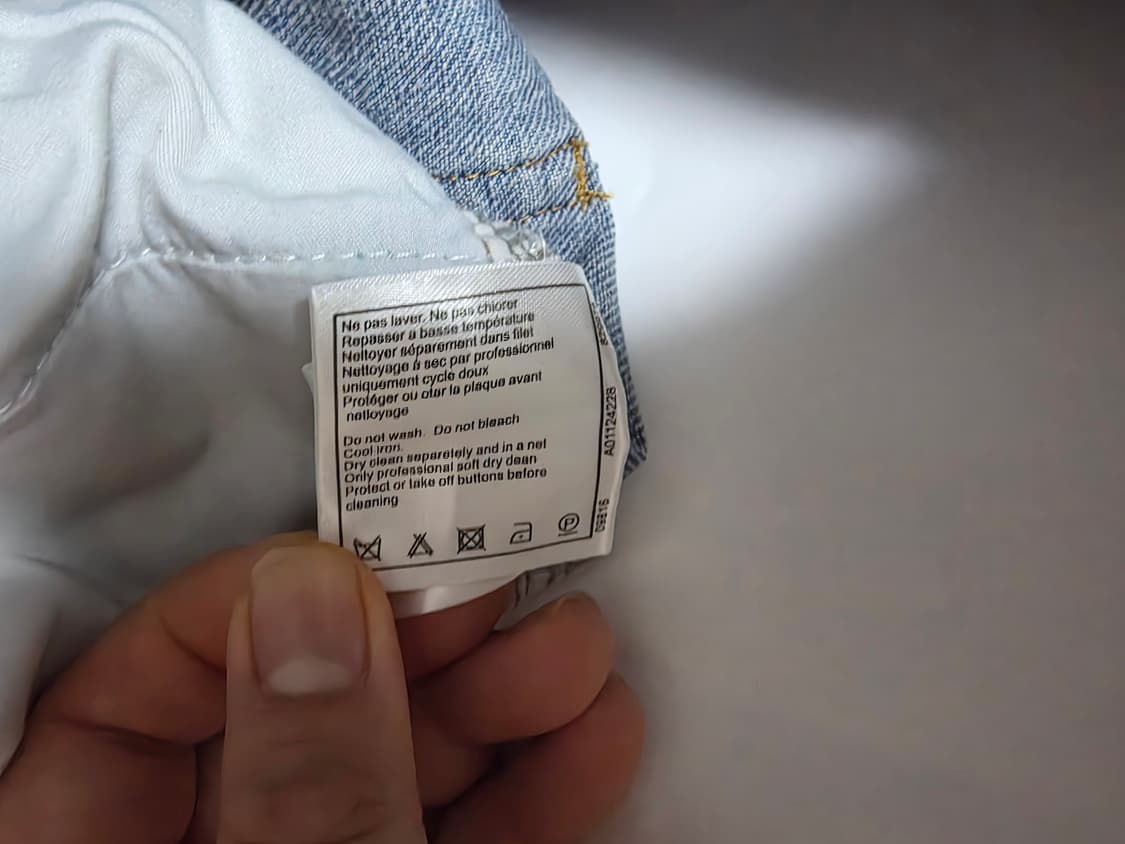 Ne pas laver. Ne pas chlorer
Repasser à basse température
Nettoyer séparément dans filet
Nettoyage à sec par professionnel
uniquement cycle doux
Protéger ou oter la plaque avant
nettoyage
Do not wash. Do not bleach
Cool iron.
Dry clean separately and in a net
Only professional soft dry clean
Protect or take off buttons before
cleaning
P
A01124228
09816